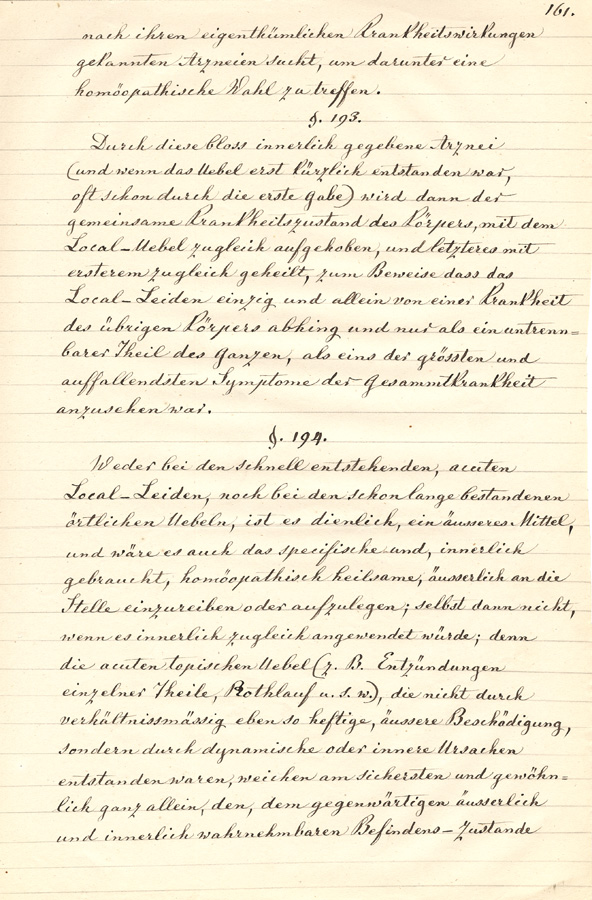 161.
nach ihren eigenthümlichen Krankheitswirkungen
gekannten Arzneien sucht, um darunter eine
homöopathische Wahl zu treffen.
§. 193.
Durch diese bloss innerlich gegebene Arznei
(und wenn das Uebel erst kürzlich entstanden war,
oft schon durch die erste Gabe) wird dann der
gemeinsame Krankheitszustand des Körpers, mit dem
Local-Uebel zugleich aufgehoben, und letzteres mit
ersterem zugleich geheilt, zum Beweise dass das
Local-Leiden einzig und allein von einer Krankheit
des übrigen Körpers abhing und nur als ein untrenn=
barer Theil des Ganzen, als eins der grössten und
auffallendsten Symptome der Gesammtkrankheit
anzusehen war.
§. 194.
Weder bei den schnell entstehenden, acuten
Local-Leiden, noch bei den schon lange bestandenen
örtlichen Uebeln, ist es dienlich, ein äusseres Mittel,
und wäre es auch das specifische und, innerlich
gebraucht, homöopathisch heilsame, äusserlich an die
Stelle einzureiben oder aufzulegen; selbst dann nicht,
wenn es innerlich zugleich angewendet würde; denn
die acuten topischen Uebel (z. B. Entzündungen
einzelner Theile, Rothlauf u. s. w.), die nicht durch
verhältnissmässig eben so heftige, äussere Beschädigung,
sondern durch dynamische oder innere Ursachen
entstanden waren, weichen am sichersten und gewöhn=
lich ganz allein, den, dem gegenwärtigen äusserlich
und innerlich wahrnehmbaren Befindens-Zustande